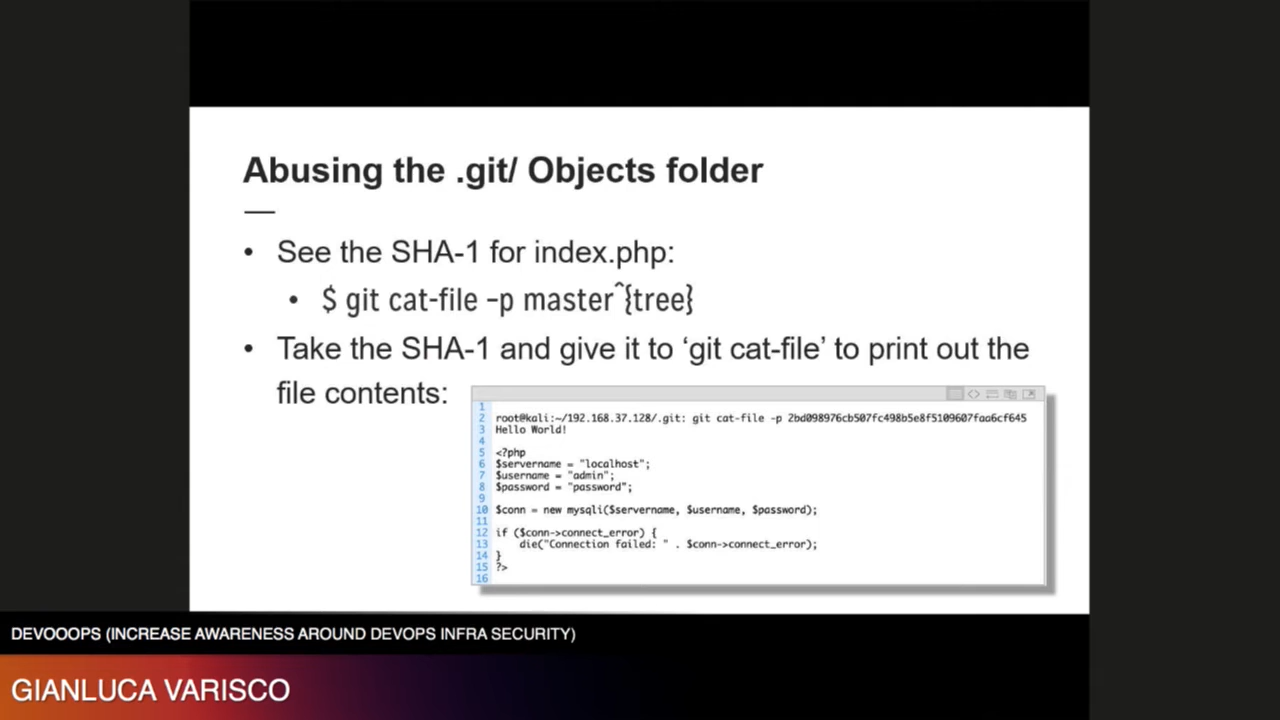 Abusing the .git/ Objects folder
• See the SHA-1 for index.php:
• $ git cat-file –p master^{tree}
• Take the SHA-1 and give it to ‘git cat-file’ to print out the
file contents:
1
2 root@kali:~/192.168.37.128/.git: git cat-file -p 2bd098976cb507fc498b5e8f5109607faa6cf645
3 Hello World!
4
5 <?php
6 $servername = "localhost";
7 $username = "admin";
8 $password = "password";
9
10 $conn = new mysqli($servername, $username, $password);
11
12 if ($conn->connect_error) {
13 die("Connection failed: " . $conn->connect_error);
14 }
15 ?>
16
DEVOOOPS (INCREASE AWARENESS AROUND DEVOPS INFRA SECURITY)
GIANLUCA VARISCO